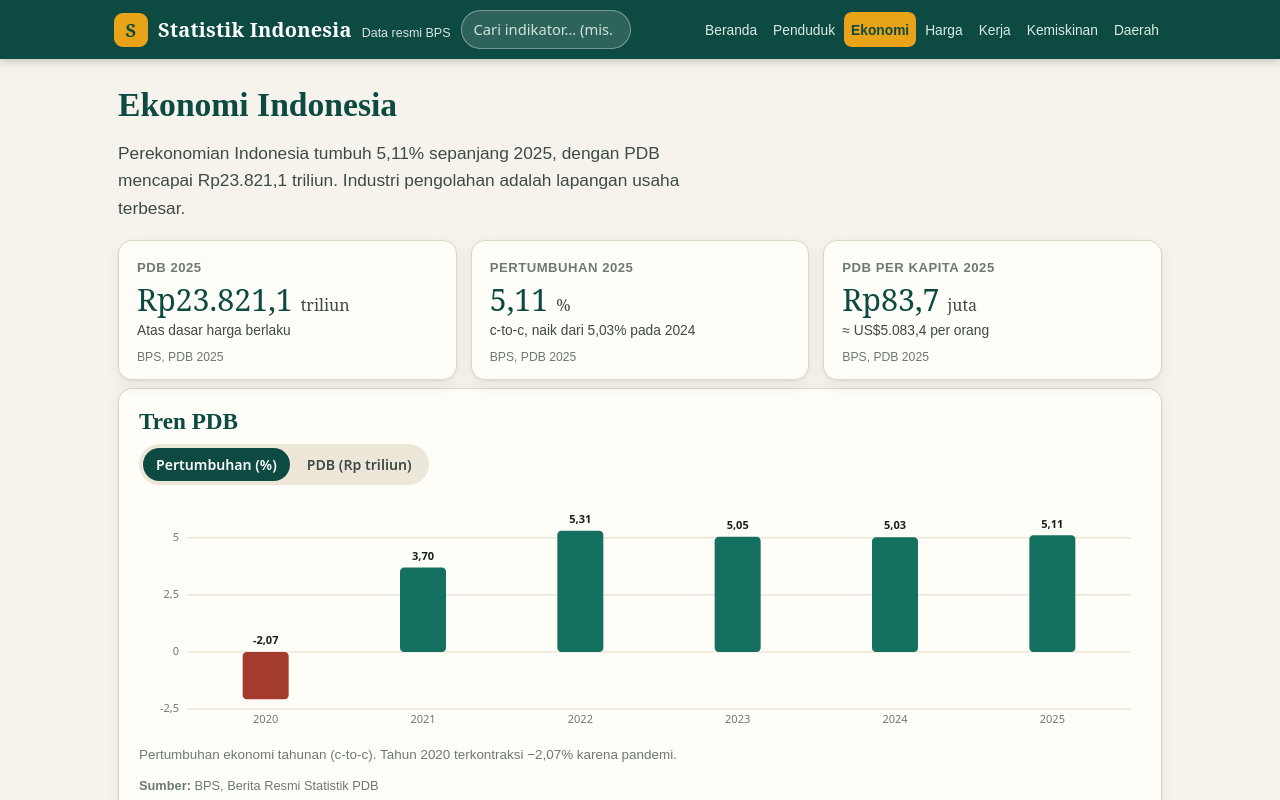 S Statistik Indonesia Data resmi BPS Cari indikator... (mis. Beranda Penduduk Ekonomi Harga Kerja Kemiskinan Daerah
Ekonomi Indonesia
Perekonomian Indonesia tumbuh 5,11% sepanjang 2025, dengan PDB
mencapai Rp23.821,1 triliun. Industri pengolahan adalah lapangan usaha
terbesar.
PDB 2025
Rp23.821,1 triliun
Atas dasar harga berlaku
BPS, PDB 2025
PERTUMBUHAN 2025
5,11 %
c-to-c, naik dari 5,03% pada 2024
BPS, PDB 2025
PDB PER KAPITA 2025
Rp83,7 juta
≈ US$5.083,4 per orang
BPS, PDB 2025
Tren PDB
Pertumbuhan (%) PDB (Rp triliun)
5
2,5
0
-2,5
-2,07 3,70 5,31 5,05 5,03 5,11
2020 2021 2022 2023 2024 2025
Pertumbuhan ekonomi tahunan (c-to-c). Tahun 2020 terkontraksi −2,07% karena pandemi.
Sumber: BPS, Berita Resmi Statistik PDB